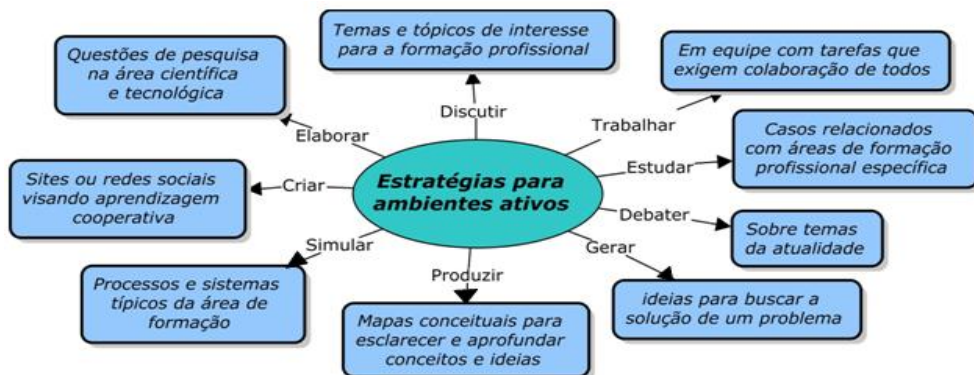 Temas e tópicos de interesse
para a formação profissional
Questões de pesquisa
na área científica
e tecnológica
Em equipe com tarefas que
exigem colaboração de todos
Discutir
Elaborar
Trabalhar
Casos relacionados
com áreas de formação
profissional específica
Estudar
Sites ou redes sociais
visando aprendizagem
cooperativa
Criar
Estratégias para
ambientes ativos
Debater
Sobre temas
da atualidade
Simular
Gerar
Produzir
Processos e sistemas
típicos da área de
formação
ideias para buscar a
solução de um problema
Mapas conceituais para
esclarecer e aprofundar
conceitos e ideias